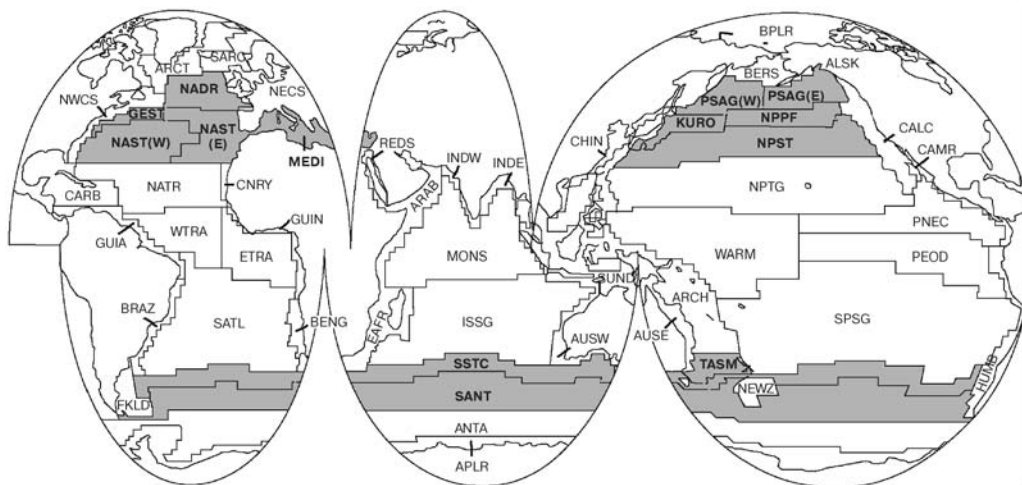 BPLR
SARC
ARCT
BERS
ALSK
NADR
NECS
NWCS
GEST
PSAG(W)
PSAG(E)
KURO
NPPF
NAST(W)
NAST
(E)
MEDI
REDS
INDW
INDE
CHIN
NPST
CALC
CAMR
CARB
NATR
CNRY
ARAB
NPTG
GUIN
GUIA
WTRA
ETRA
MONS
WARM
PNEC
PEOD
SUND
ARCH
BRAZ
SATL
BENG
EAFR
ISSG
AUSW
AUSE
SPSG
SSTC
TASM
HUMB
FKLD
SANT
NEWZ
ANTA
APLR